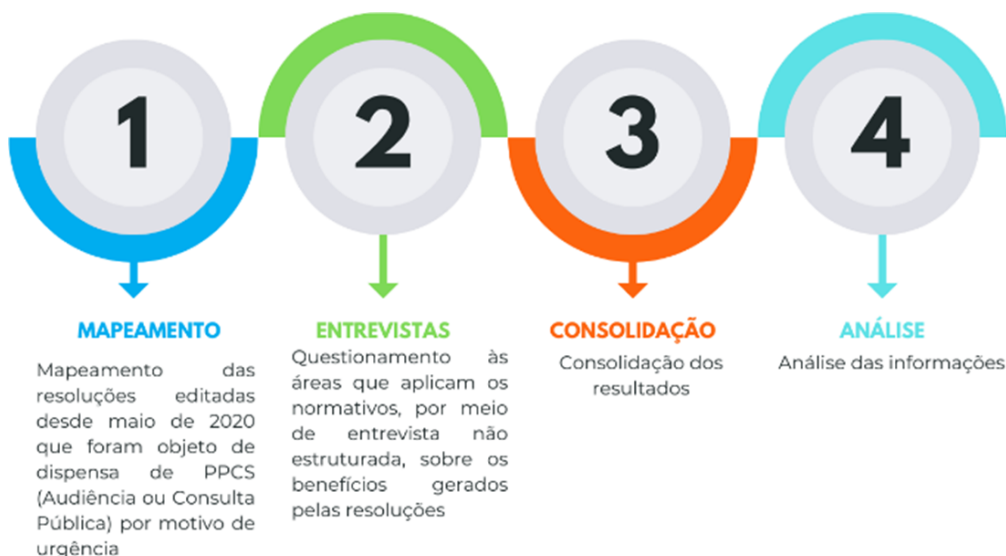 1
2
3
4
MAPEAMENTO
Mapeamento das
resoluções editadas
desde maio de 2020
que foram objeto de
dispensa de PPCS
(Audiência ou Consulta
Pública) por motivo de
urgência
ENTREVISTAS
Questionamento às
áreas que aplicam os
normativos, por meio
de entrevista não
estruturada, sobre os
benefícios gerados
pelas resoluções
CONSOLIDAÇÃO
Consolidação dos
resultados
ANÁLISE
Análise das informações